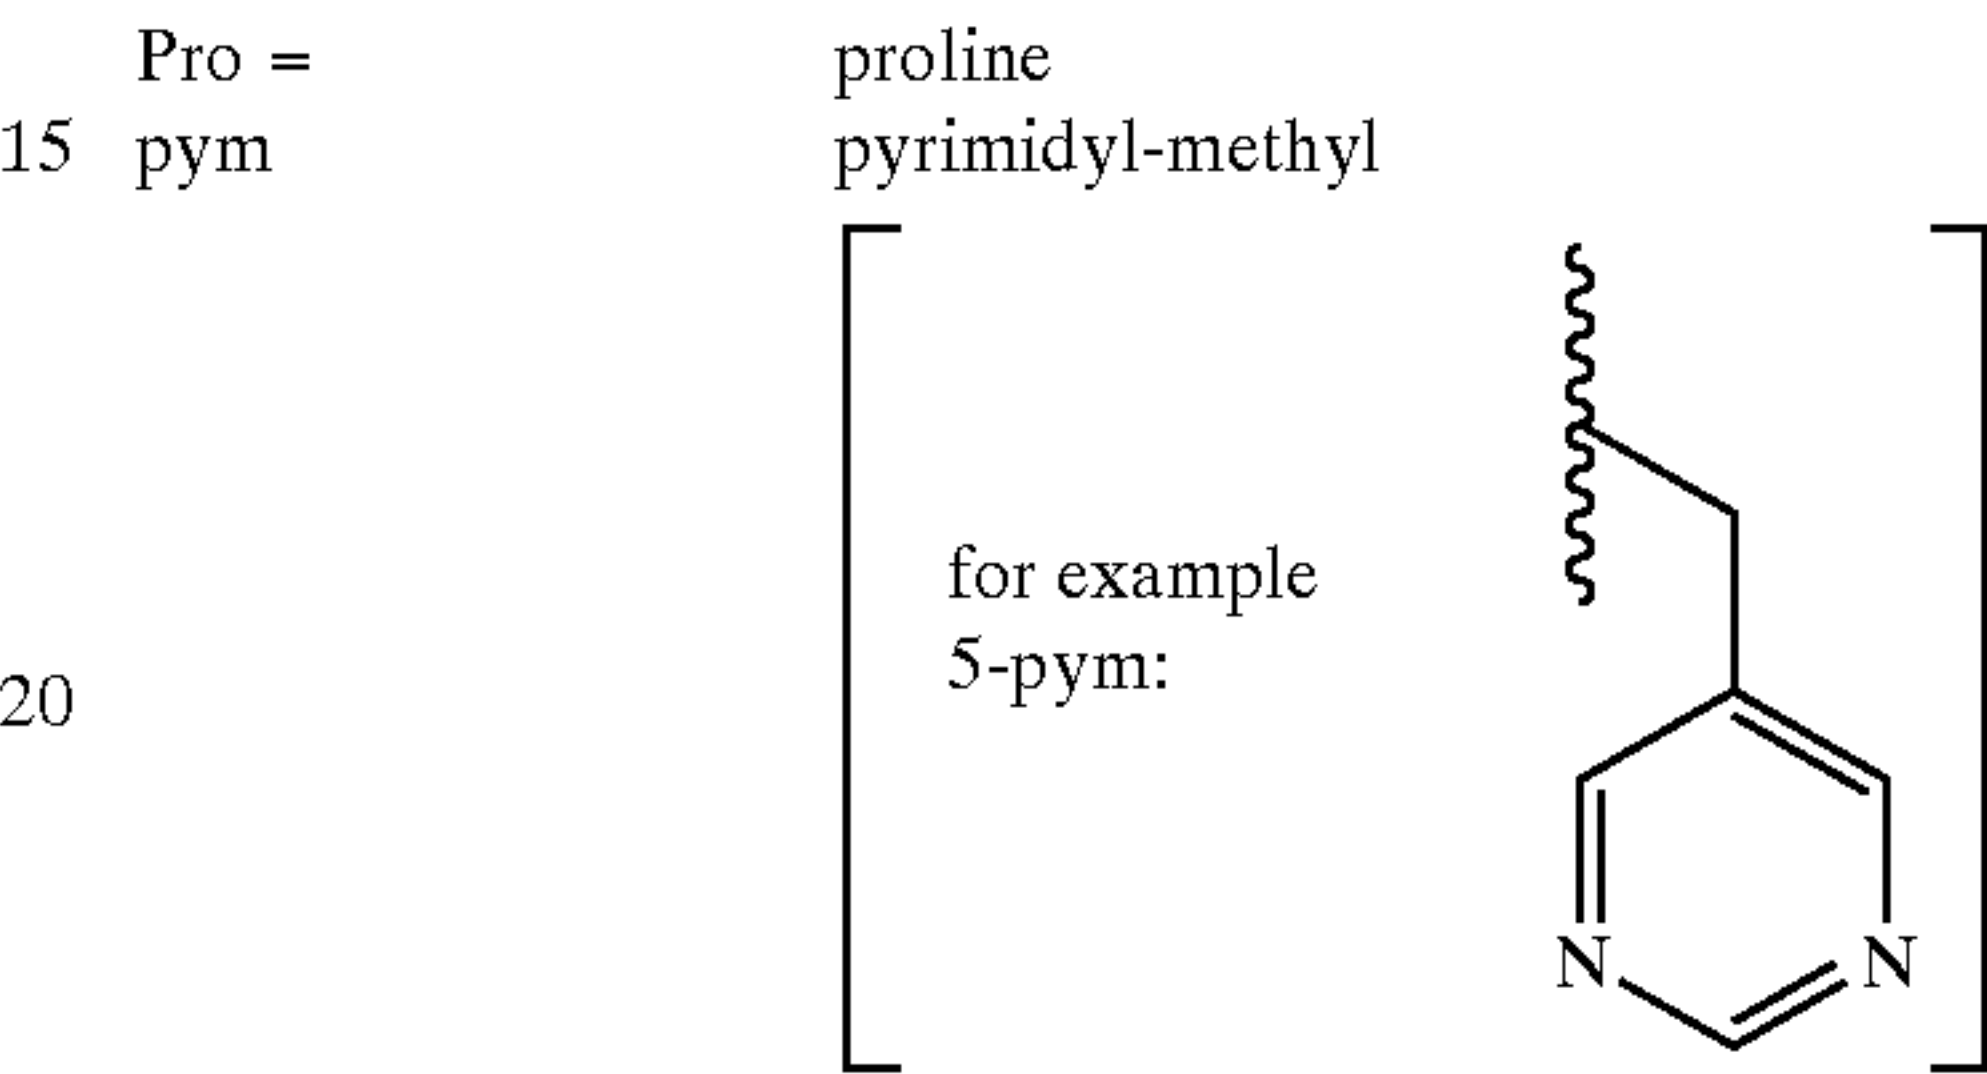 Pro = proline
15 pym pyrimidyl-methyl
for example
5-pym:
20
N N